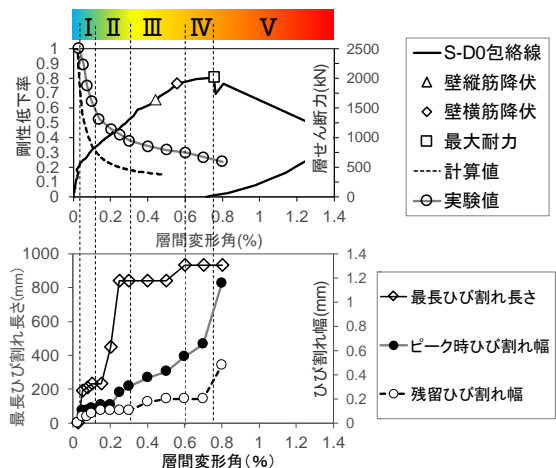 Ⅰ Ⅱ Ⅲ Ⅳ Ⅴ
剛性低下率
1
0.9
0.8
0.7
0.6
0.5
0.4
0.3
0.2
0.1
0
2500
2000
1500
1000
500
0
層せん断力(kN)
0 0.2 0.4 0.6 0.8 1 1.2 1.4
層間変形角(%)
S-D0包絡線
壁縦筋降伏
壁横筋降伏
最大耐力
計算値
実験値
最長ひび割れ長さ(mm)
1000
800
600
400
200
0
1.4
1.2
1
0.8
0.6
0.4
0.2
0
ひび割れ幅(mm)
0 0.2 0.4 0.6 0.8 1 1.2 1.4
層間変形角(%)
最長ひび割れ長さ
ピーク時ひび割れ幅
残留ひび割れ幅